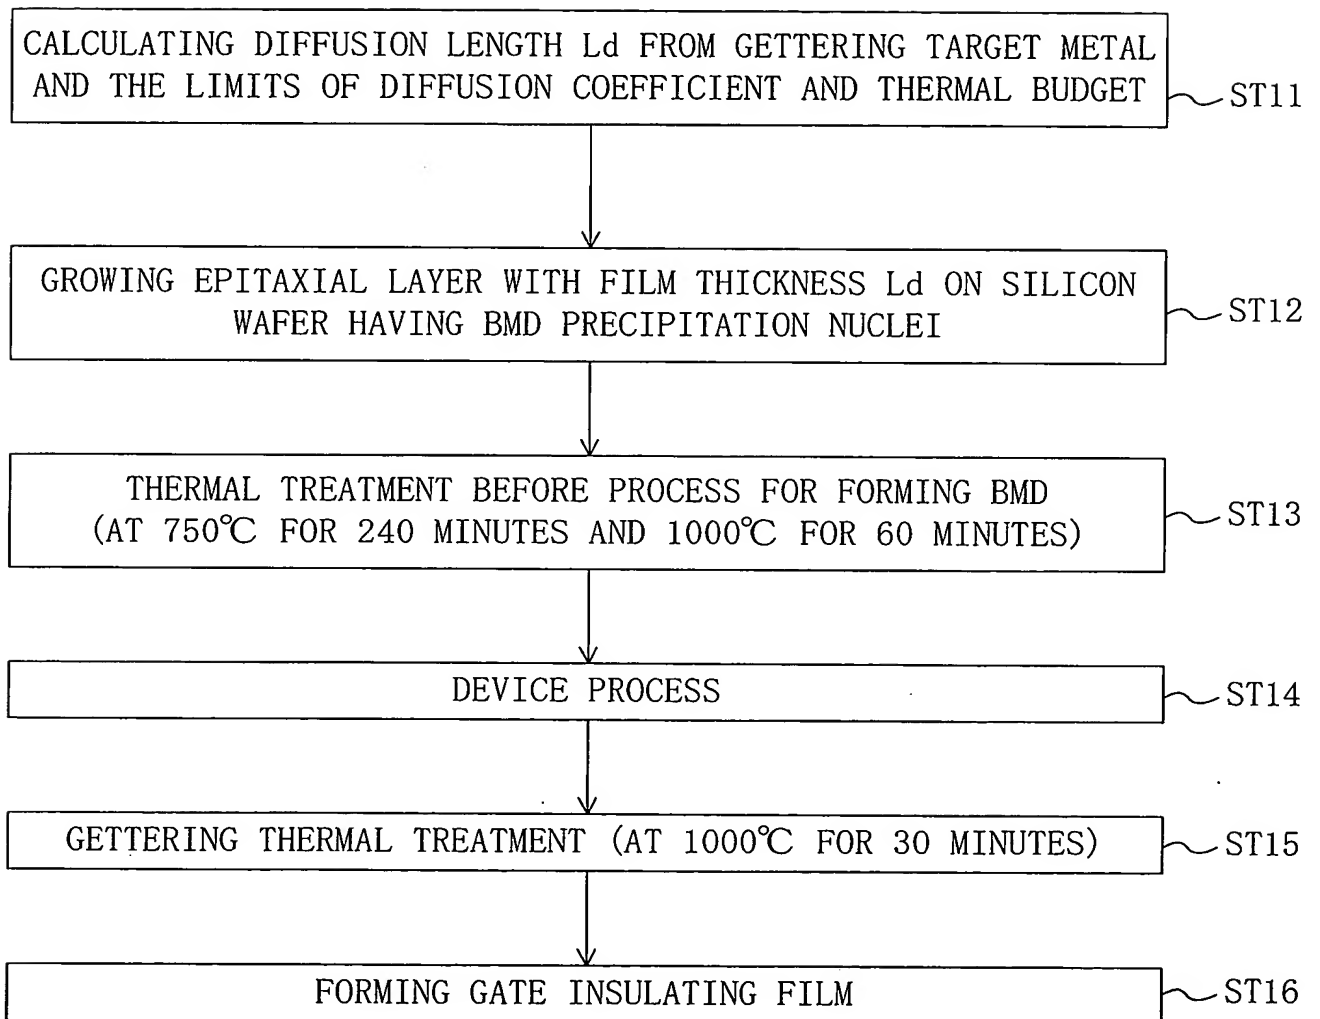 CALCULATING DIFFUSION LENGTH Ld FROM GETTERING TARGET METAL
AND THE LIMITS OF DIFFUSION COEFFICIENT AND THERMAL BUDGET
ST11
GROWING EPITAXIAL LAYER WITH FILM THICKNESS Ld ON SILICON
WAFER HAVING BMD PRECIPITATION NUCLEI
ST12
THERMAL TREATMENT BEFORE PROCESS FOR FORMING BMD
(AT 750℃ FOR 240 MINUTES AND 1000℃ FOR 60 MINUTES)
ST13
DEVICE PROCESS
ST14
GETTERING THERMAL TREATMENT (AT 1000℃ FOR 30 MINUTES)
ST15
FORMING GATE INSULATING FILM
ST16